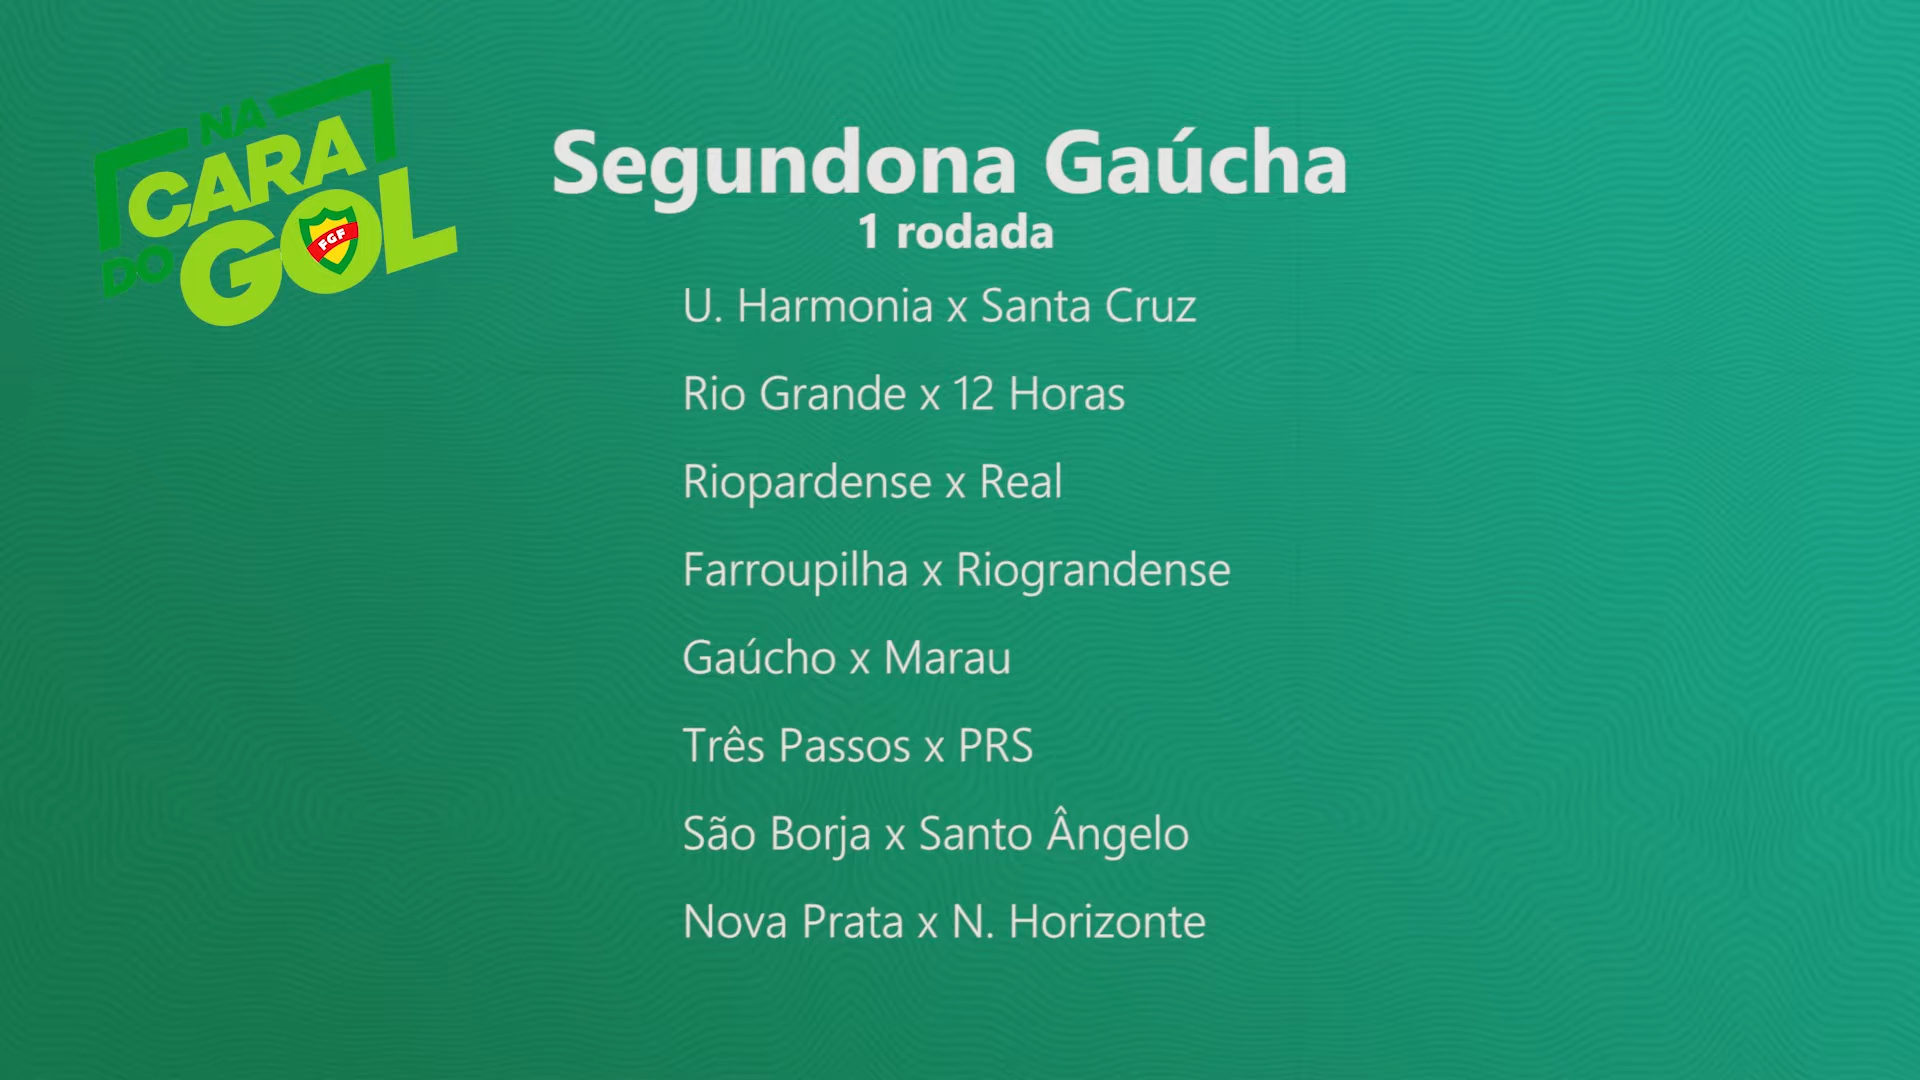 NA
CARA
DO
GOL
FGF
Segundona Gaúcha
1 rodada
U. Harmonia x Santa Cruz
Rio Grande x 12 Horas
Riopardense x Real
Farroupilha x Riograndense
Gaúcho x Marau
Três Passos x PRS
São Borja x Santo Ângelo
Nova Prata x N. Horizonte